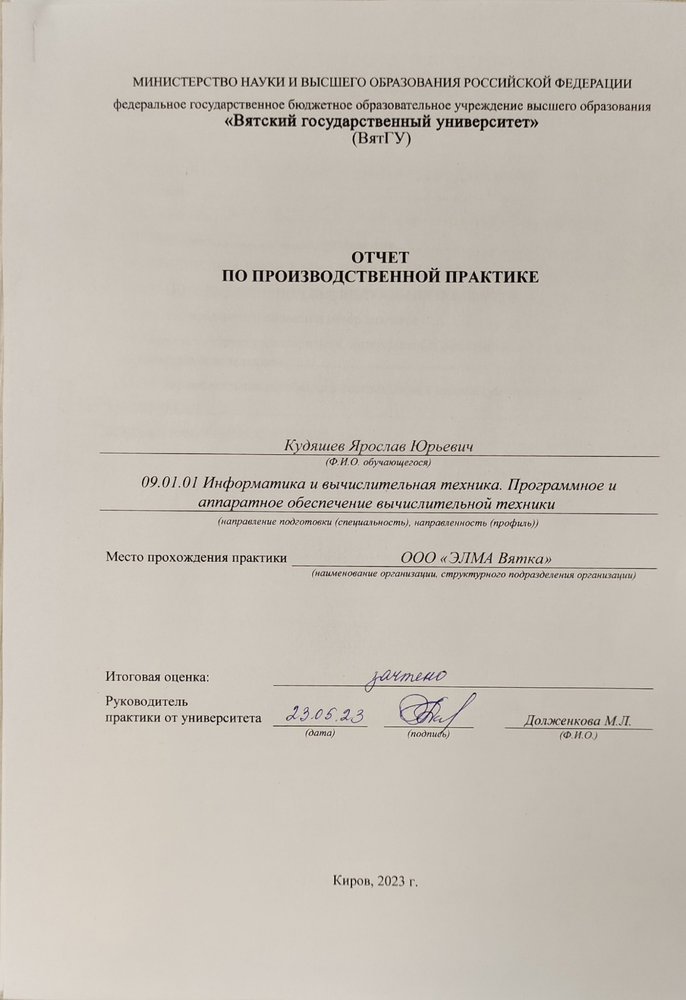 МИНИСТЕРСТВО НАУКИ И ВЫСШЕГО ОБРАЗОВАНИЯ РОССИЙСКОЙ ФЕДЕРАЦИИ
федеральное государственное бюджетное образовательное учреждение высшего образования
«Вятский государственный университет»
(ВятГУ)
ОТЧЕТ
ПО ПРОИЗВОДСТВЕННОЙ ПРАКТИКЕ
Кудяшев Ярослав Юрьевич
(Ф.И.О. обучающегося)
09.01.01 Информатика и вычислительная техника. Программное и
аппаратное обеспечение вычислительной техники
(направление подготовки (специальность), направленность (профиль))
Место прохождения практики ООО «ЭЛМА Вятка»
(наименование организации, структурного подразделения организации)
Итоговая оценка: зачтено
Руководитель
практики от университета 23.05.23 Долженкова М.Л.
(дата) (подпись) (Ф.И.О.)
Киров, 2023 г.